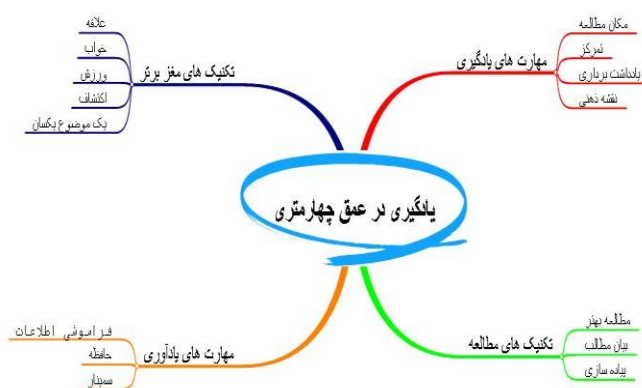 یادگیری در عمق چهارمتری
مهارت های یادگیری
مکان مطالعه
تمرکز
یادداشت برداری
نقشه ذهنی
تکنیک های مطالعه
مطالعه بهتر
بیان مطالب
پیاده سازی
مهارت های یادآوری
فراموشی اطلاعات
حافظه
سمینار
تکنیک های مغز برتر
علاقه
خواب
ورزش
اکتشاف
یک موضوع یکسان